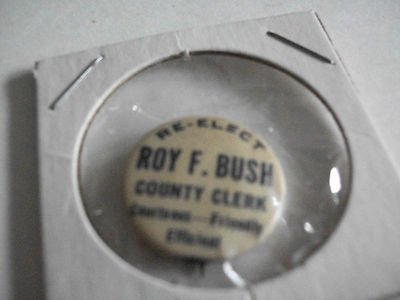 RE-ELECT
ROY F. BUSH
COUNTY CLERK
Courteous—Friendly
Efficient